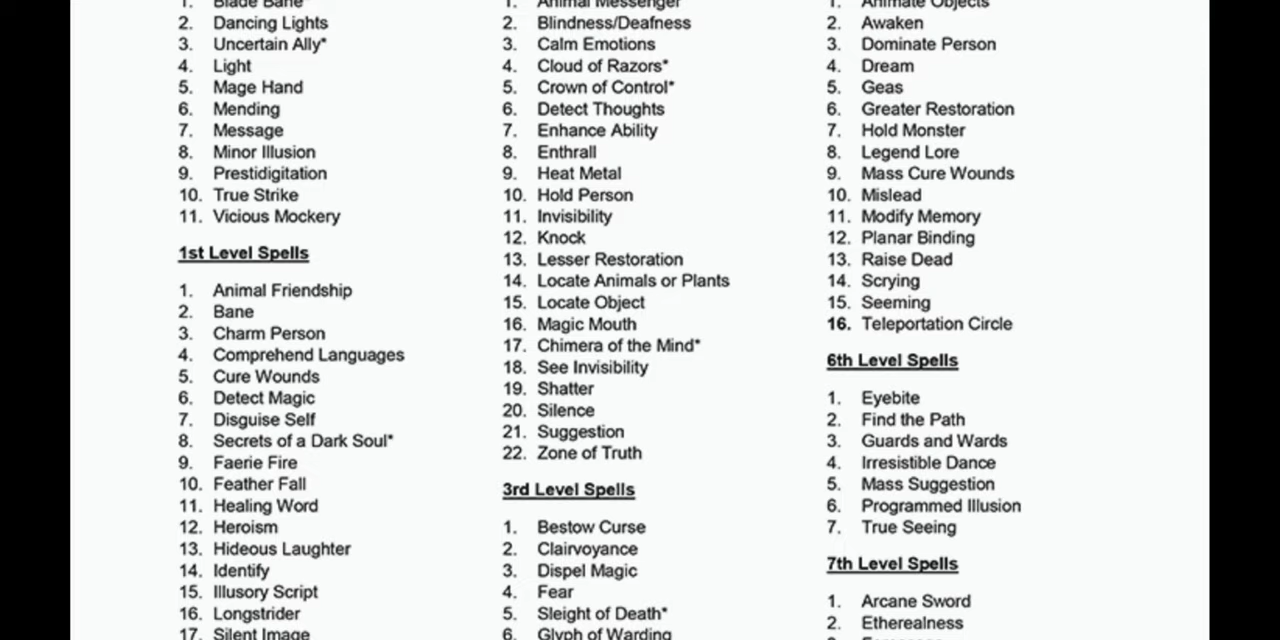 1. Blade Bane*
2. Dancing Lights
3. Uncertain Ally*
4. Light
5. Mage Hand
6. Mending
7. Message
8. Minor Illusion
9. Prestidigitation
10. True Strike
11. Vicious Mockery
1st Level Spells
1. Animal Friendship
2. Bane
3. Charm Person
4. Comprehend Languages
5. Cure Wounds
6. Detect Magic
7. Disguise Self
8. Secrets of a Dark Soul*
9. Faerie Fire
10. Feather Fall
11. Healing Word
12. Heroism
13. Hideous Laughter
14. Identify
15. Illusory Script
16. Longstrider
17. Silent Image
1. Animal Messenger
2. Blindness/Deafness
3. Calm Emotions
4. Cloud of Razors*
5. Crown of Control*
6. Detect Thoughts
7. Enhance Ability
8. Enthrall
9. Heat Metal
10. Hold Person
11. Invisibility
12. Knock
13. Lesser Restoration
14. Locate Animals or Plants
15. Locate Object
16. Magic Mouth
17. Chimera of the Mind*
18. See Invisibility
19. Shatter
20. Silence
21. Suggestion
22. Zone of Truth
3rd Level Spells
1. Bestow Curse
2. Clairvoyance
3. Dispel Magic
4. Fear
5. Sleight of Death*
6. Glyph of Warding
1. Animate Objects
2. Awaken
3. Dominate Person
4. Dream
5. Geas
6. Greater Restoration
7. Hold Monster
8. Legend Lore
9. Mass Cure Wounds
10. Mislead
11. Modify Memory
12. Planar Binding
13. Raise Dead
14. Scrying
15. Seeming
16. Teleportation Circle
6th Level Spells
1. Eyebite
2. Find the Path
3. Guards and Wards
4. Irresistible Dance
5. Mass Suggestion
6. Programmed Illusion
7. True Seeing
7th Level Spells
1. Arcane Sword
2. Etherealness